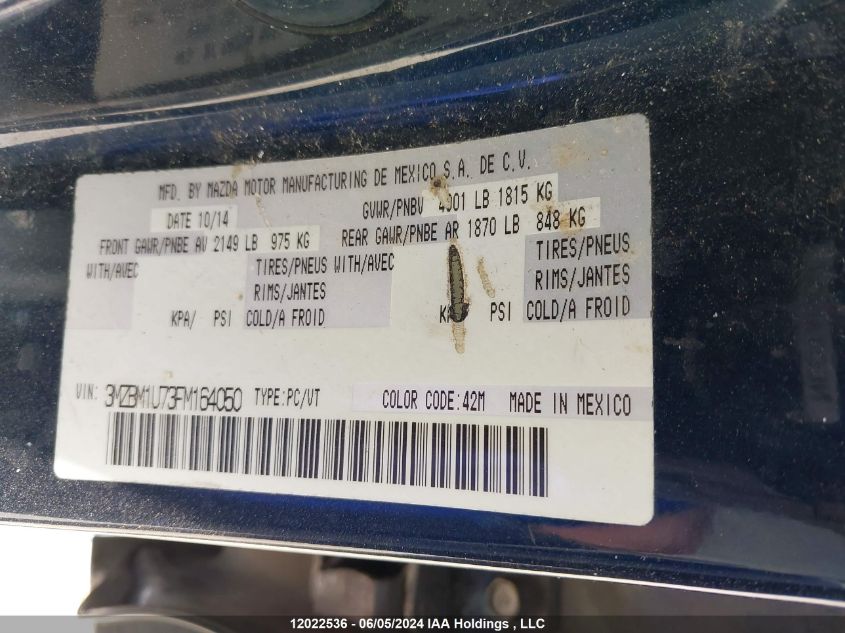 MFD. BY MAZDA MOTOR MANUFACTURING DE MEXICO S.A. DE C.V.
DATE 10/14 GVWR/PNBV 4001 LB 1815 KG
FRONT GAWR/PNBE AV 2149 LB 975 KG REAR GAWR/PNBE AR 1870 LB 848 KG
WITH/AVEC TIRES/PNEUS WITH/AVEC TIRES/PNEUS
RIMS/JANTES RIMS/JANTES
KPA/ PSI COLD/A FROID KPA/ PSI COLD/A FROID
VIN: 3MZBM1U73FM164050 TYPE:PC/VT COLOR CODE:42M MADE IN MEXICO
12022536 - 06/05/2024 IAA Holdings , LLC